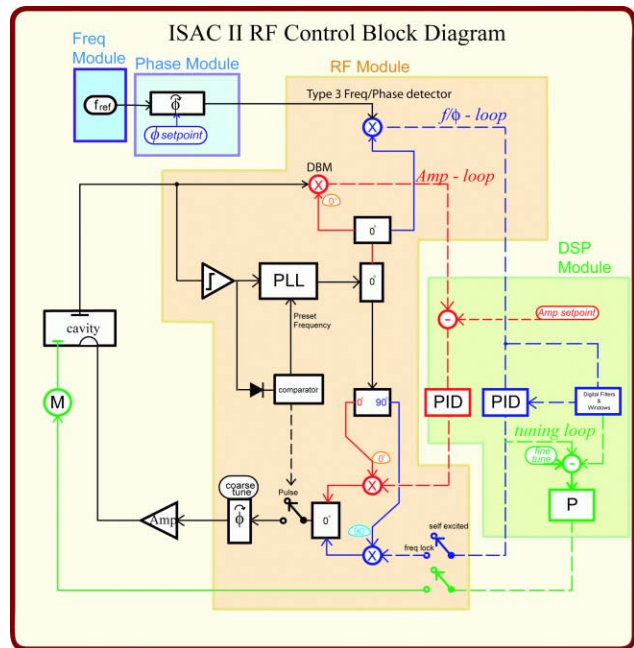 ISAC II RF Control Block Diagram
Freq
Module
Phase Module
RF Module
Type 3 Freq/Phase detector
f ref
ϕ
ϕ setpoint
X
f/ϕ - loop
DBM
X
Amp - loop
0°
0°
DSP
Module
PLL
0°
Preset
Frequency
Amp setpoint
-
cavity
comparator
M
PID
PID
Digital Filters
&
Windows
0°
90°
tuning loop
0°
fine
tune
-
coarse
tune
X
P
Pulse
Amp
ϕ
0°
90°
self excited
X
freq lock